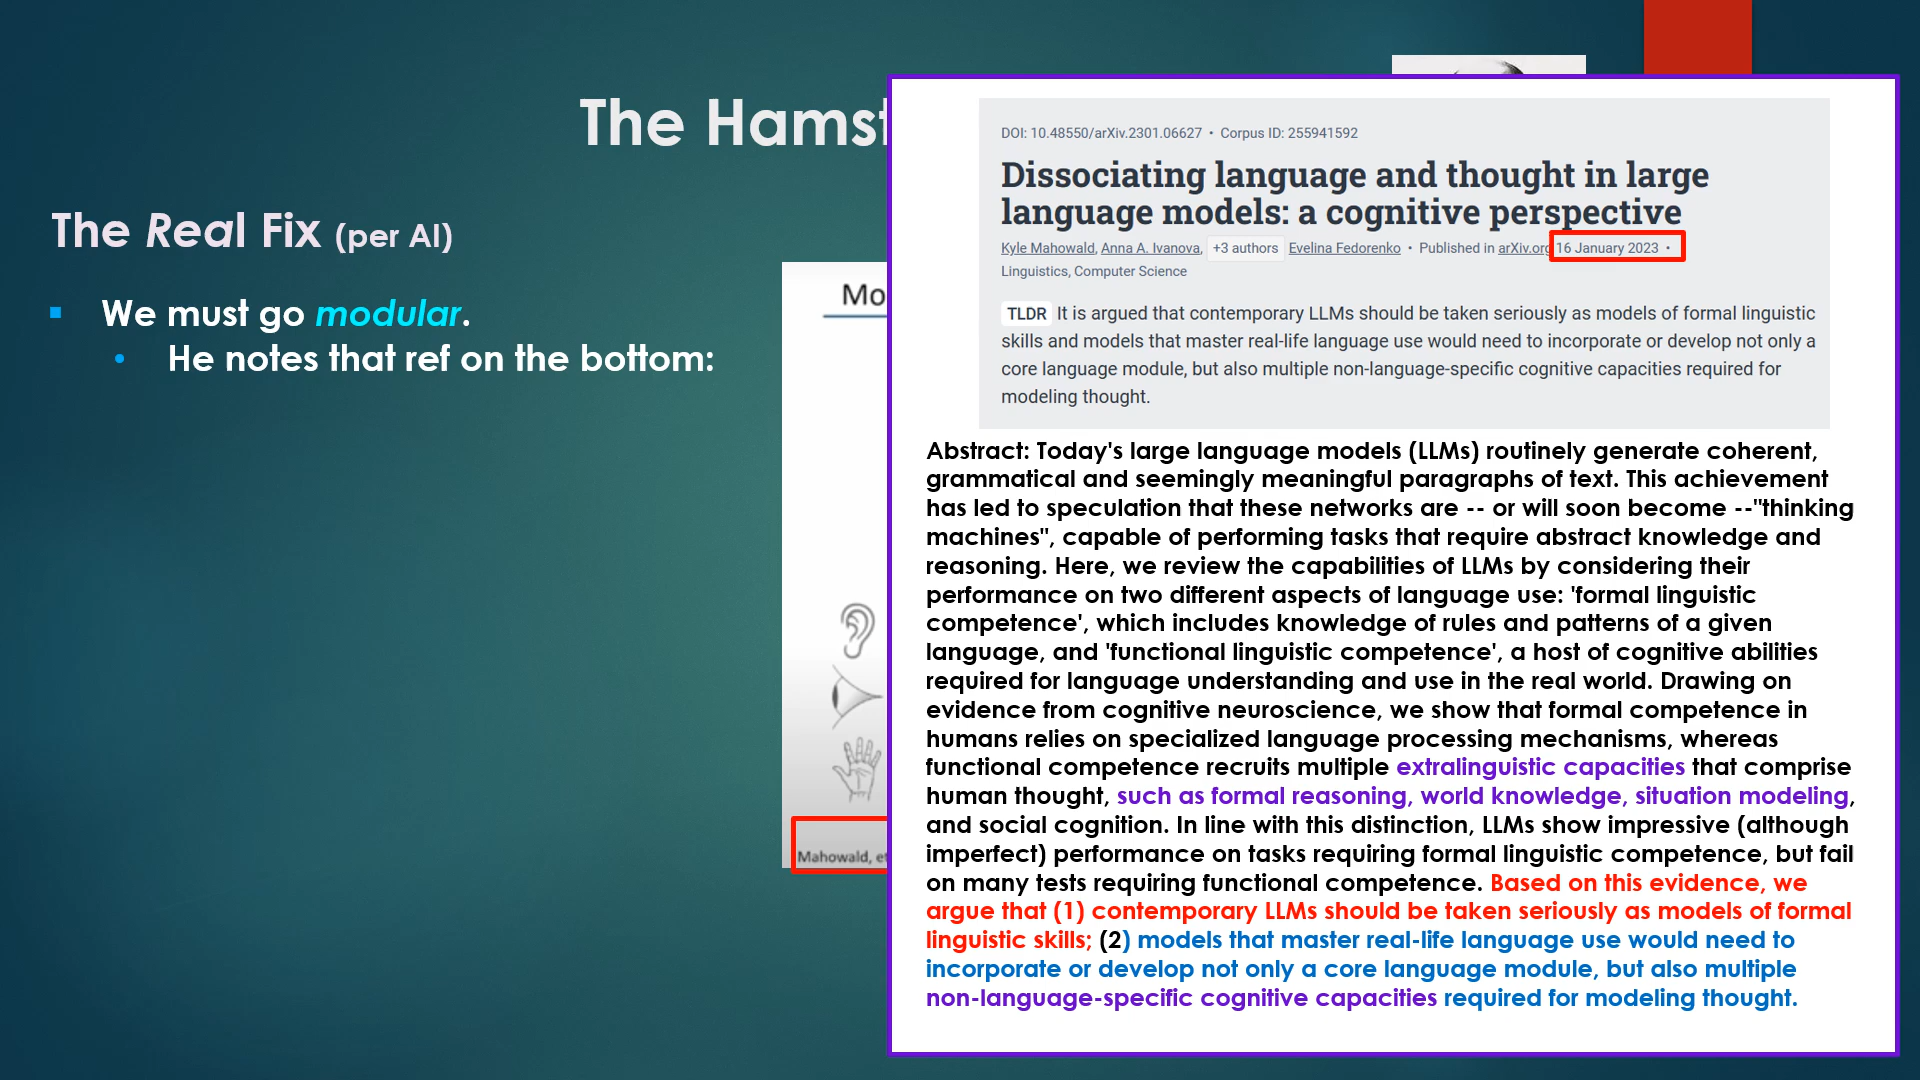 The Hamst
The Real Fix (per AI)
We must go modular.
He notes that ref on the bottom:
Mo
Mahowald, et
DOI: 10.48550/arXiv.2301.06627 • Corpus ID: 255941592
Dissociating language and thought in large
language models: a cognitive perspective
Kyle Mahowald, Anna A. Ivanova, +3 authors Evelina Fedorenko • Published in arXiv.org 16 January 2023 •
Linguistics, Computer Science
TLDR It is argued that contemporary LLMs should be taken seriously as models of formal linguistic
skills and models that master real-life language use would need to incorporate or develop not only a
core language module, but also multiple non-language-specific cognitive capacities required for
modeling thought.
Abstract: Today's large language models (LLMs) routinely generate coherent,
grammatical and seemingly meaningful paragraphs of text. This achievement
has led to speculation that these networks are -- or will soon become --"thinking
machines", capable of performing tasks that require abstract knowledge and
reasoning. Here, we review the capabilities of LLMs by considering their
performance on two different aspects of language use: 'formal linguistic
competence', which includes knowledge of rules and patterns of a given
language, and 'functional linguistic competence', a host of cognitive abilities
required for language understanding and use in the real world. Drawing on
evidence from cognitive neuroscience, we show that formal competence in
humans relies on specialized language processing mechanisms, whereas
functional competence recruits multiple extralinguistic capacities that comprise
human thought, such as formal reasoning, world knowledge, situation modeling,
and social cognition. In line with this distinction, LLMs show impressive (although
imperfect) performance on tasks requiring formal linguistic competence, but fail
on many tests requiring functional competence. Based on this evidence, we
argue that (1) contemporary LLMs should be taken seriously as models of formal
linguistic skills; (2) models that master real-life language use would need to
incorporate or develop not only a core language module, but also multiple
non-language-specific cognitive capacities required for modeling thought.